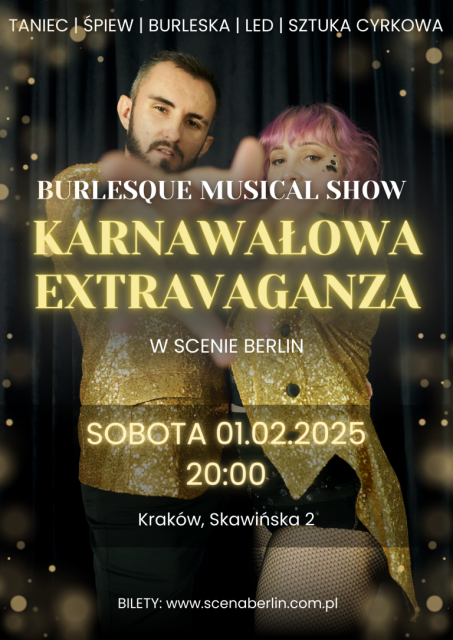 TANIEC | ŚPIEW | BURLESKA | LED | SZTUKA CYRKOWA
BURLESQUE MUSICAL SHOW
KARNAWAŁOWA
EXTRAVAGANZA
W SCENIE BERLIN
SOBOTA 01.02.2025
20:00
Kraków, Skawińska 2
BILETY: www.scenaberlin.com.pl